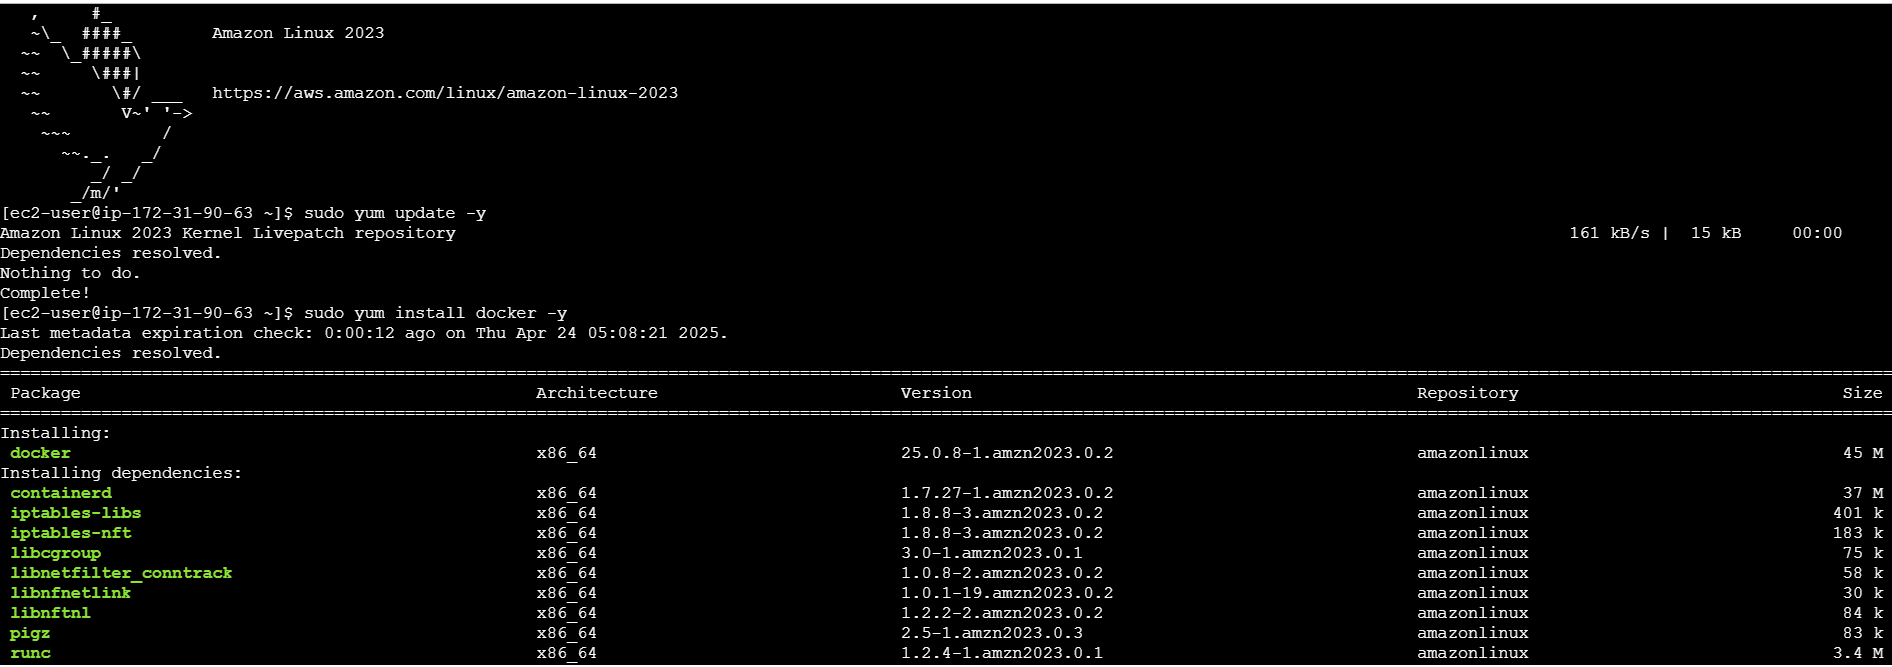 ,     #_
   ~\_  ####_        Amazon Linux 2023
  ~~  \_#####\
  ~~     \###|
  ~~       \#/ ___   https://aws.amazon.com/linux/amazon-linux-2023
   ~~       V~' '->
    ~~~         /
      ~~._.   _/
         _/ _/
       _/m/'
[ec2-user@ip-172-31-90-63 ~]$ sudo yum update -y
Amazon Linux 2023 Kernel Livepatch repository 161 kB/s | 15 kB 00:00
Dependencies resolved.
Nothing to do.
Complete!
[ec2-user@ip-172-31-90-63 ~]$ sudo yum install docker -y
Last metadata expiration check: 0:00:12 ago on Thu Apr 24 05:08:21 2025.
Dependencies resolved.
Package Architecture Version Repository Size
Installing:
docker x86_64 25.0.8-1.amzn2023.0.2 amazonlinux 45 M
Installing dependencies:
containerd x86_64 1.7.27-1.amzn2023.0.2 amazonlinux 37 M
iptables-libs x86_64 1.8.8-3.amzn2023.0.2 amazonlinux 401 k
iptables-nft x86_64 1.8.8-3.amzn2023.0.2 amazonlinux 183 k
libcgroup x86_64 3.0-1.amzn2023.0.1 amazonlinux 75 k
libnetfilter_conntrack x86_64 1.0.8-2.amzn2023.0.2 amazonlinux 58 k
libnfnetlink x86_64 1.0.1-19.amzn2023.0.2 amazonlinux 30 k
libnftnl x86_64 1.2.2-2.amzn2023.0.2 amazonlinux 84 k
pigz x86_64 2.5-1.amzn2023.0.3 amazonlinux 83 k
runc x86_64 1.2.4-1.amzn2023.0.1 amazonlinux 3.4 M